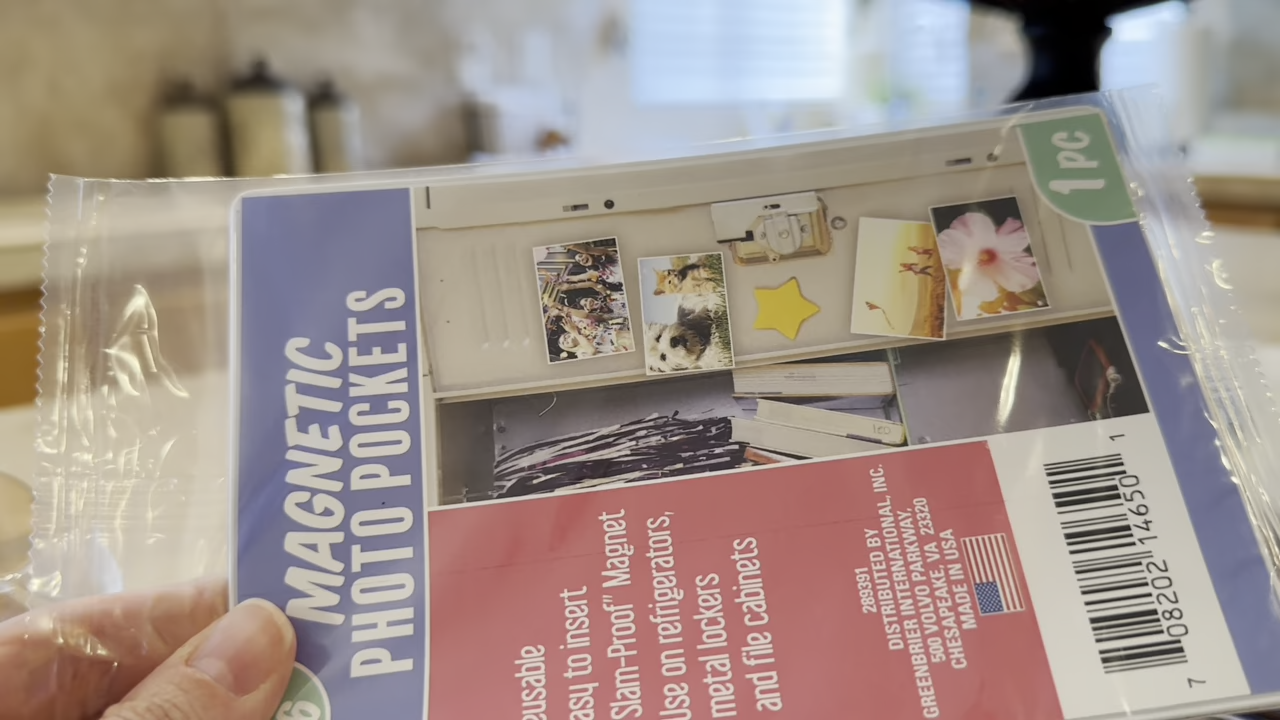 MAGNETIC
PHOTO POCKETS
1 PC
eusable
asy to insert
Slam-Proof" Magnet
Use on refrigerators,
metal lockers
and file cabinets
289391
DISTRIBUTED BY
GREENBRIER INTERNATIONAL, INC.
500 VOLVO PARKWAY,
CHESAPEAKE, VA 23320
MADE IN USA
7 08202 14650 1
6